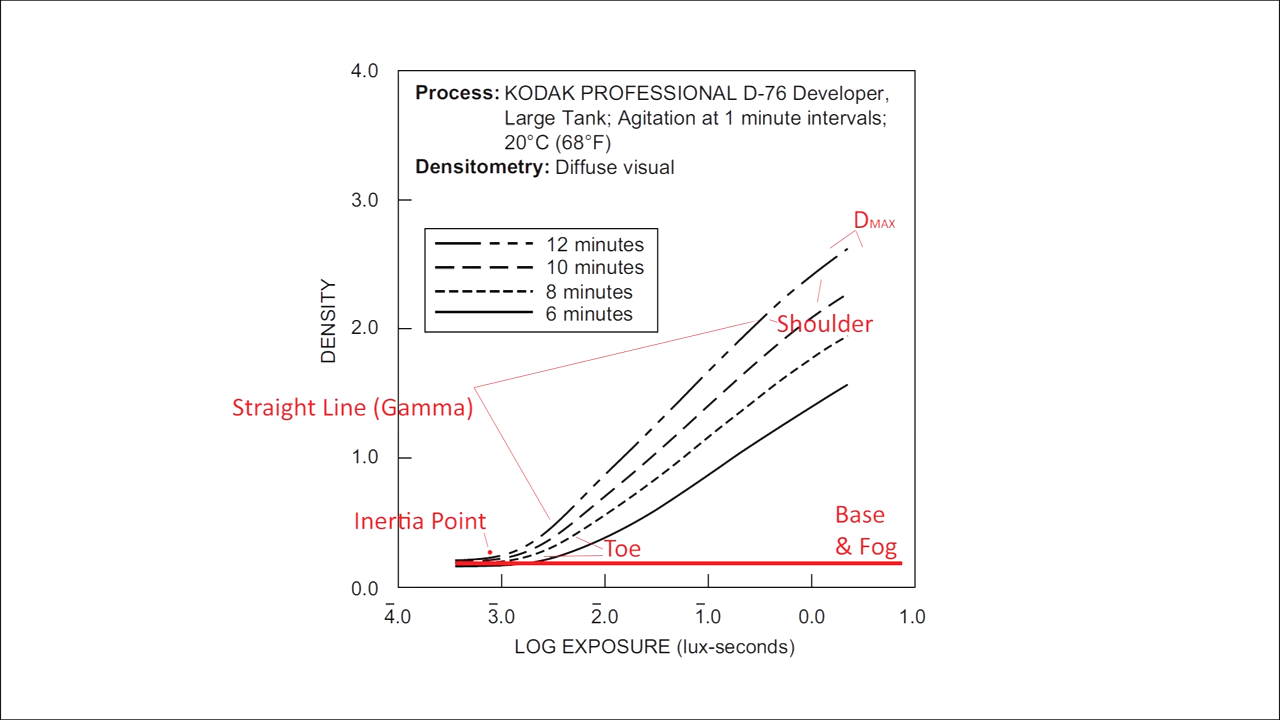 4.0
Process: KODAK PROFESSIONAL D-76 Developer,
Large Tank; Agitation at 1 minute intervals;
20°C (68°F)
Densitometry: Diffuse visual
3.0
DMAX
12 minutes
10 minutes
8 minutes
6 minutes
DENSITY
2.0
Shoulder
Straight Line (Gamma)
1.0
Inertia Point
Base
& Fog
Toe
0.0
4̅.0 3̅.0 2̅.0 1̅.0 0.0 1.0
LOG EXPOSURE (lux-seconds)